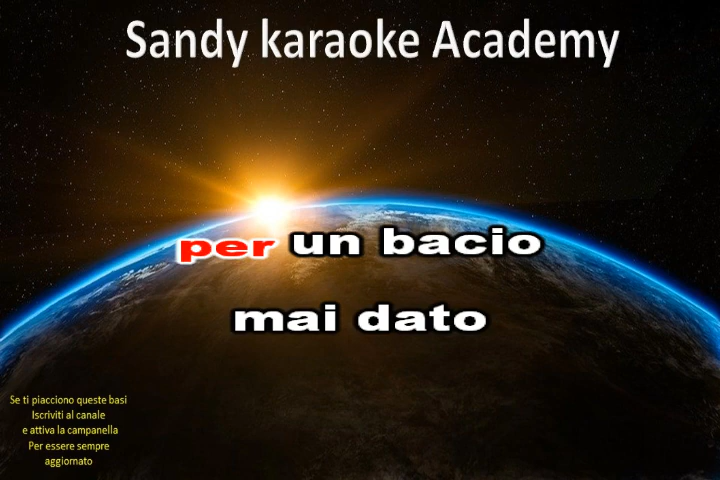 Sandy karaoke Academy
per un bacio
mai dato
Se ti piacciono queste basi
Iscriviti al canale
e attiva la campanella
Per essere sempre
aggiornato